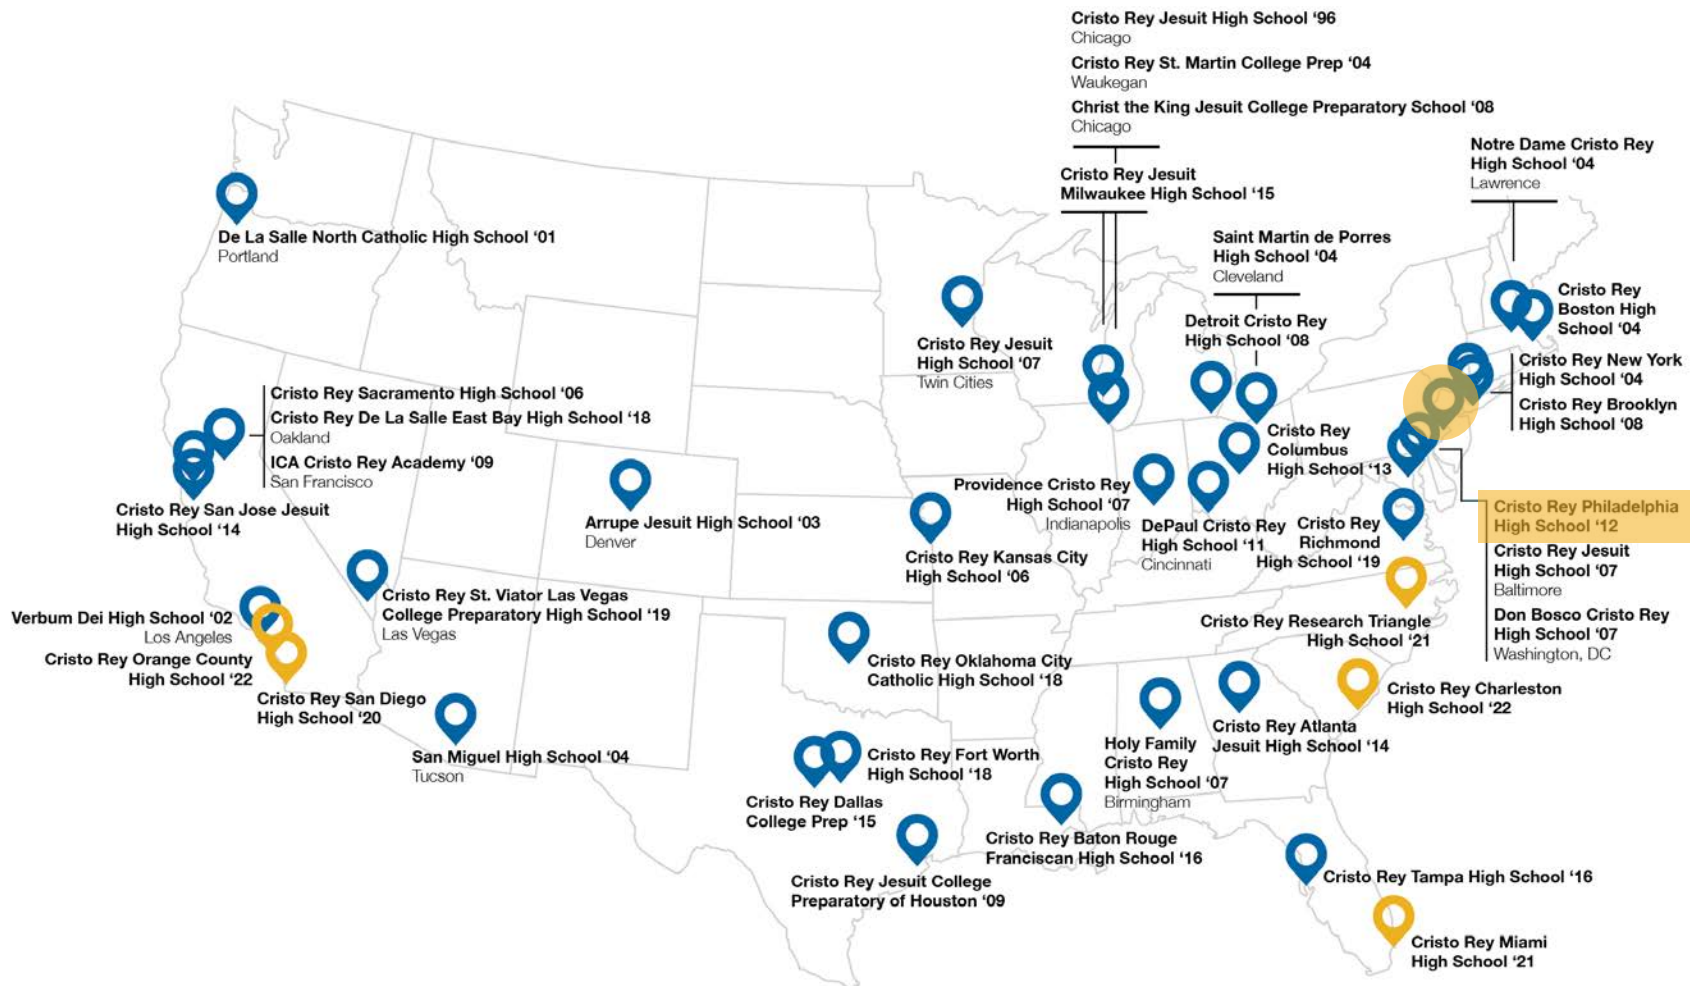 Cristo Rey Jesuit High School ‘96
Chicago
Cristo Rey St. Martin College Prep ‘04
Waukegan
Christ the King Jesuit College Preparatory School ‘08
Chicago
Cristo Rey Jesuit
Milwaukee High School ‘15
Notre Dame Cristo Rey
High School ‘04
Lawrence
De La Salle North Catholic High School ‘01
Portland
Saint Martin de Porres
High School ‘04
Cleveland
Detroit Cristo Rey
High School ‘08
Cristo Rey
Boston High
School ‘04
Cristo Rey Jesuit
High School ‘07
Twin Cities
Cristo Rey New York
High School ‘04
Cristo Rey Brooklyn
High School ‘08
Cristo Rey Sacramento High School ‘06
Cristo Rey De La Salle East Bay High School ‘18
Oakland
ICA Cristo Rey Academy ‘09
San Francisco
Cristo Rey San Jose Jesuit
High School ‘14
Cristo Rey
Columbus
High School ‘13
Providence Cristo Rey
High School ‘07
Indianapolis
DePaul Cristo Rey
High School ‘11
Cincinnati
Cristo Rey
Richmond
High School ‘19
Cristo Rey Philadelphia
High School ‘12
Cristo Rey Jesuit
High School ‘07
Baltimore
Don Bosco Cristo Rey
High School ‘07
Washington, DC
Arrupe Jesuit High School ‘03
Denver
Cristo Rey Kansas City
High School ‘06
Cristo Rey St. Viator Las Vegas
College Preparatory High School ‘19
Las Vegas
Verbum Dei High School ‘02
Los Angeles
Cristo Rey Orange County
High School ‘22
Cristo Rey San Diego
High School ‘20
Cristo Rey Research Triangle
High School ‘21
Cristo Rey Oklahoma City
Catholic High School ‘18
Cristo Rey Charleston
High School ‘22
San Miguel High School ‘04
Tucson
Cristo Rey Fort Worth
High School ‘18
Cristo Rey Dallas
College Prep ‘15
Holy Family
Cristo Rey
High School ‘07
Birmingham
Cristo Rey Atlanta
Jesuit High School ‘14
Cristo Rey Baton Rouge
Franciscan High School ‘16
Cristo Rey Jesuit College
Preparatory of Houston ‘09
Cristo Rey Tampa High School ‘16
Cristo Rey Miami
High School ‘21